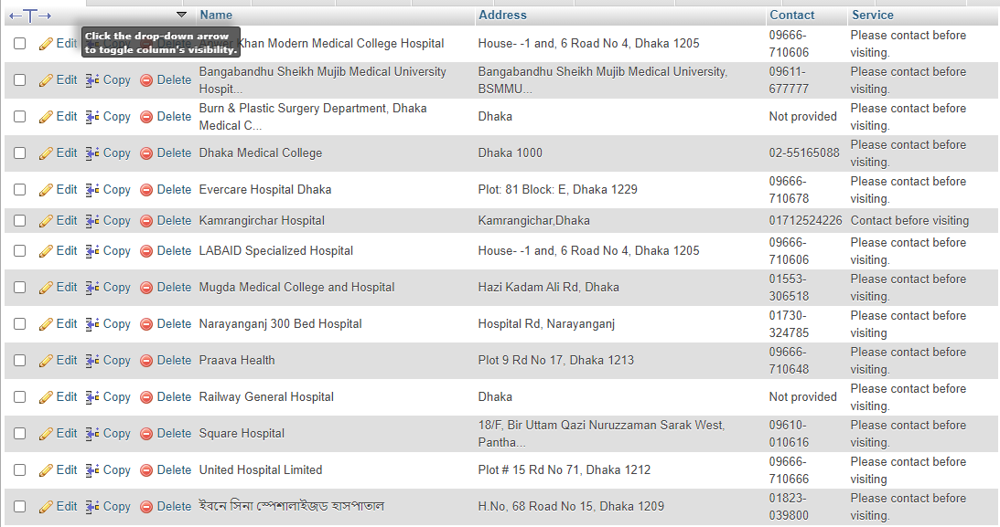 Name Address Contact Service
Click the drop-down arrow
to toggle column's visibility.
Edit Khan Modern Medical College Hospital House- -1 and, 6 Road No 4, Dhaka 1205 09666- Please contact before
710606 visiting.
Edit Copy Delete Bangabandhu Sheikh Mujib Medical University Bangabandhu Sheikh Mujib Medical University, 09611- Please contact before
Hospit... BSMMU... 677777 visiting.
Edit Copy Delete Burn & Plastic Surgery Department, Dhaka Dhaka Not provided Please contact before
Medical C... visiting.
Edit Copy Delete Dhaka Medical College Dhaka 1000 02-55165088 Please contact before
visiting.
Edit Copy Delete Evercare Hospital Dhaka Plot: 81 Block: E, Dhaka 1229 09666- Please contact before
710678 visiting.
Edit Copy Delete Kamrangirchar Hospital Kamrangichar,Dhaka 01712524226 Contact before visiting
Edit Copy Delete LABAID Specialized Hospital House- -1 and, 6 Road No 4, Dhaka 1205 09666- Please contact before
710606 visiting.
Edit Copy Delete Mugda Medical College and Hospital Hazi Kadam Ali Rd, Dhaka 01553- Please contact before
306518 visiting.
Edit Copy Delete Narayanganj 300 Bed Hospital Hospital Rd, Narayanganj 01730- Please contact before
324785 visiting
Edit Copy Delete Praava Health Plot 9 Rd No 17, Dhaka 1213 09666- Please contact before
710648 visiting.
Edit Copy Delete Railway General Hospital Dhaka Not provided Please contact before
visiting.
Edit Copy Delete Square Hospital 18/F, Bir Uttam Qazi Nuruzzaman Sarak West, 09610- Please contact before
Pantha... 010616 visiting.
Edit Copy Delete United Hospital Limited Plot # 15 Rd No 71, Dhaka 1212 09666- Please contact before
710666 visiting
Edit Copy Delete ইবনে সিনা স্পেশালাইজড হাসপাতাল H.No, 68 Road No 15, Dhaka 1209 01823- Please contact before
039800 visiting.